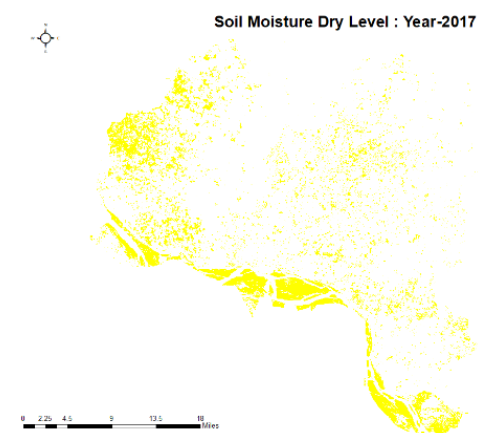 Soil Moisture Dry Level : Year-2017
N
W E
S
0 2.25 4.5 9 13.5 18
Miles